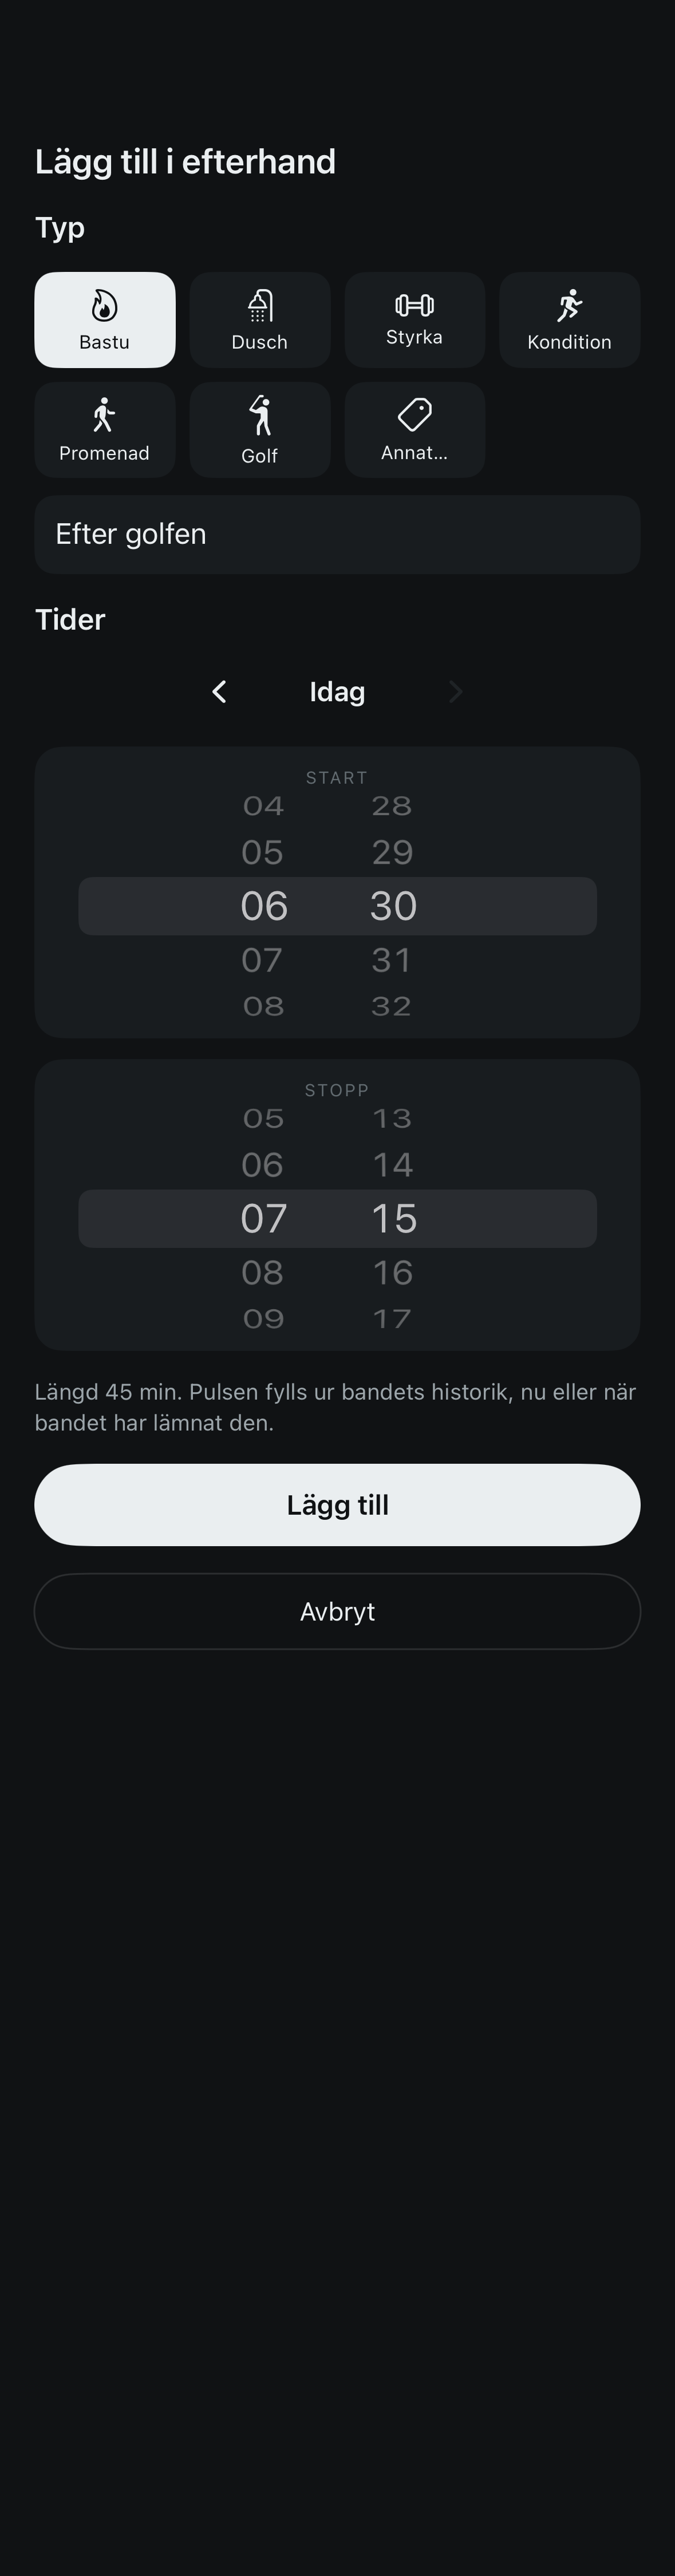 Lägg till i efterhand
Typ
Bastu
Dusch
Styrka
Kondition
Promenad
Golf
Annat...
Efter golfen
Tider
Idag
START
04 28
05 29
06 30
07 31
08 32
STOPP
05 13
06 14
07 15
08 16
09 17
Längd 45 min. Pulsen fylls ur bandets historik, nu eller när
bandet har lämnat den.
Lägg till
Avbryt